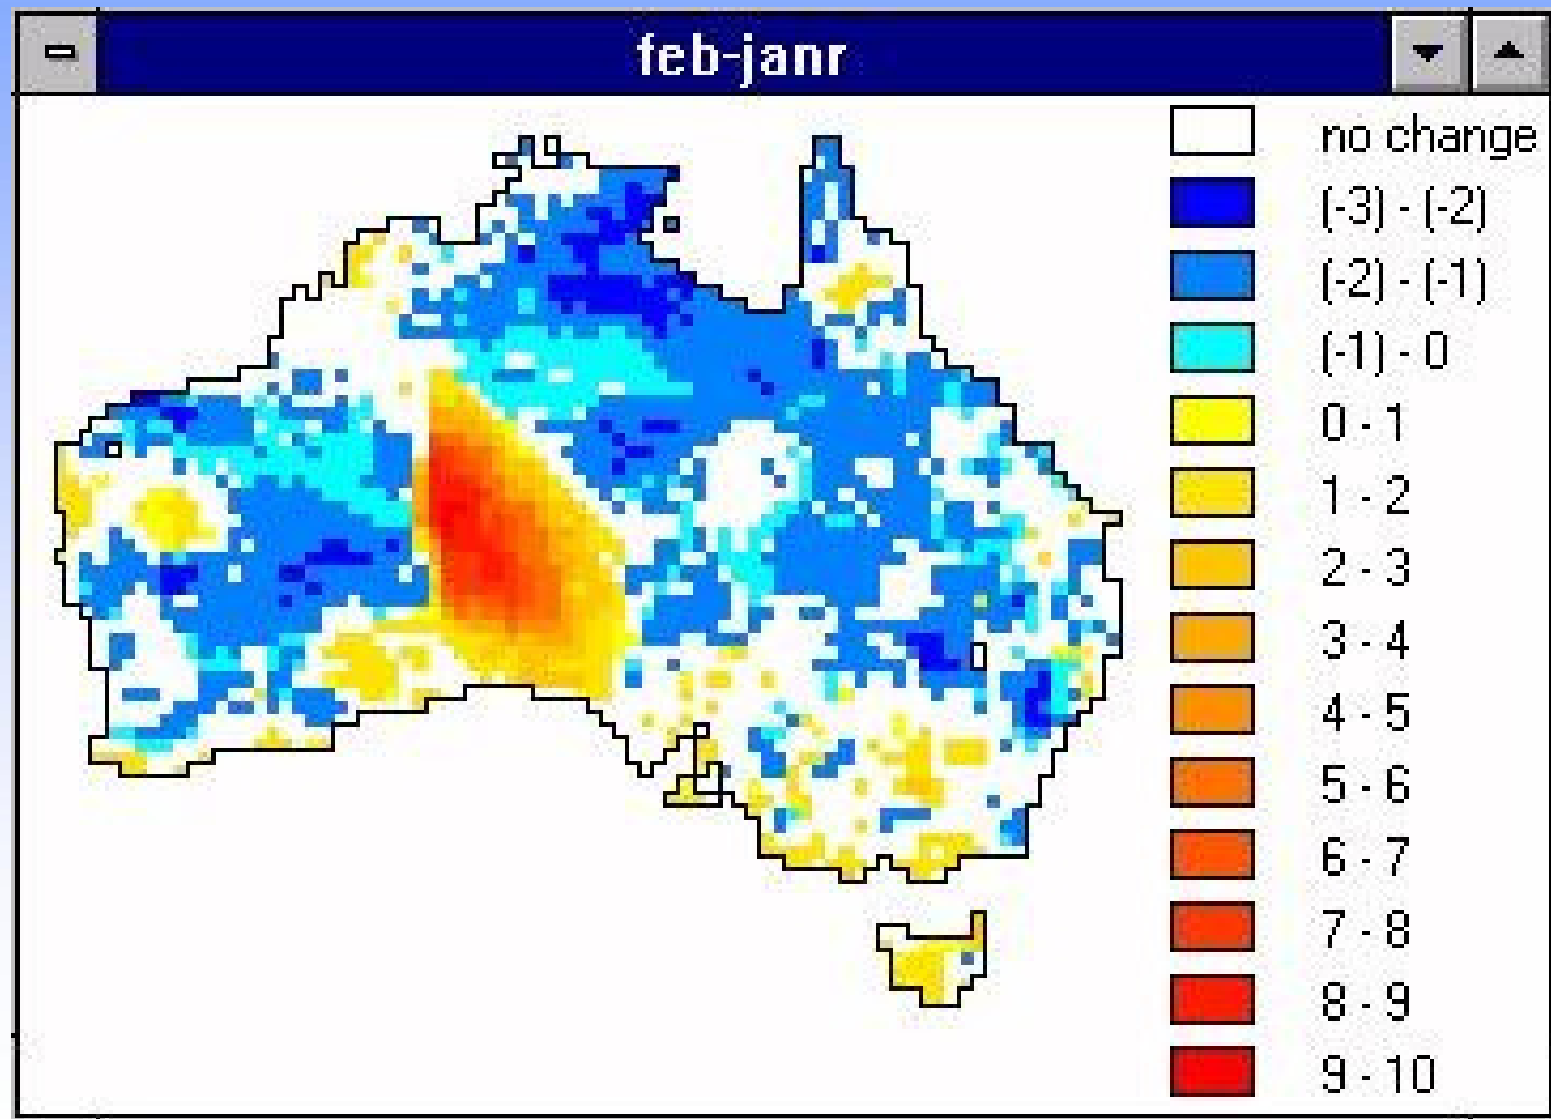 feb-janr
no change
(-3) - (-2)
(-2) - (-1)
(-1) - 0
0 - 1
1 - 2
2 - 3
3 - 4
4 - 5
5 - 6
6 - 7
7 - 8
8 - 9
9 - 10